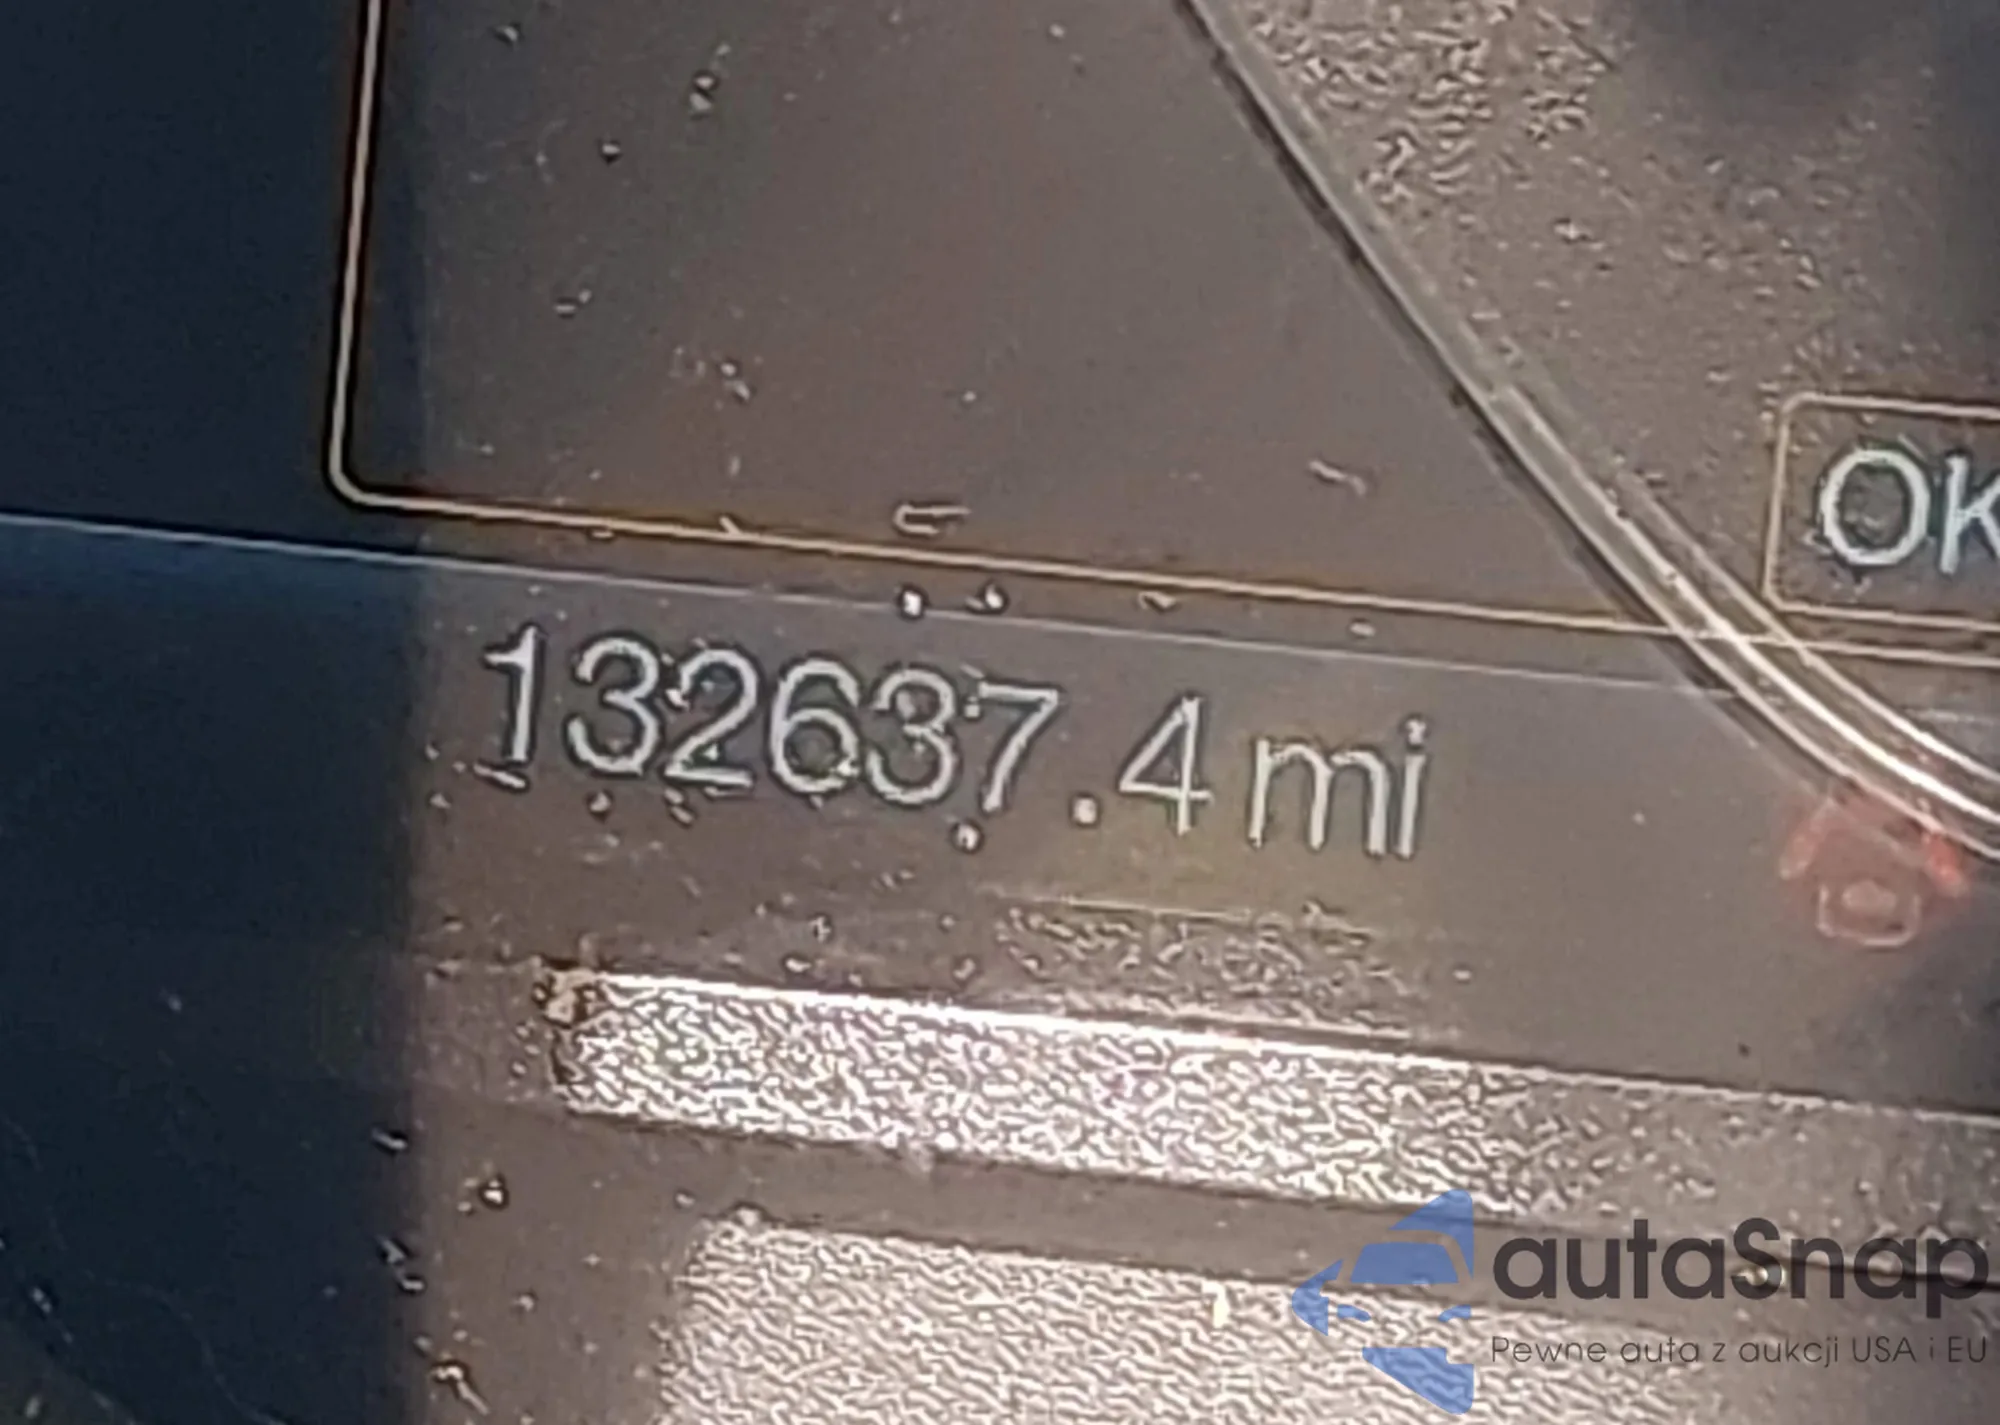 OK
132637.4 mi
autaSnap
Pewne auta z aukcji USA i EU